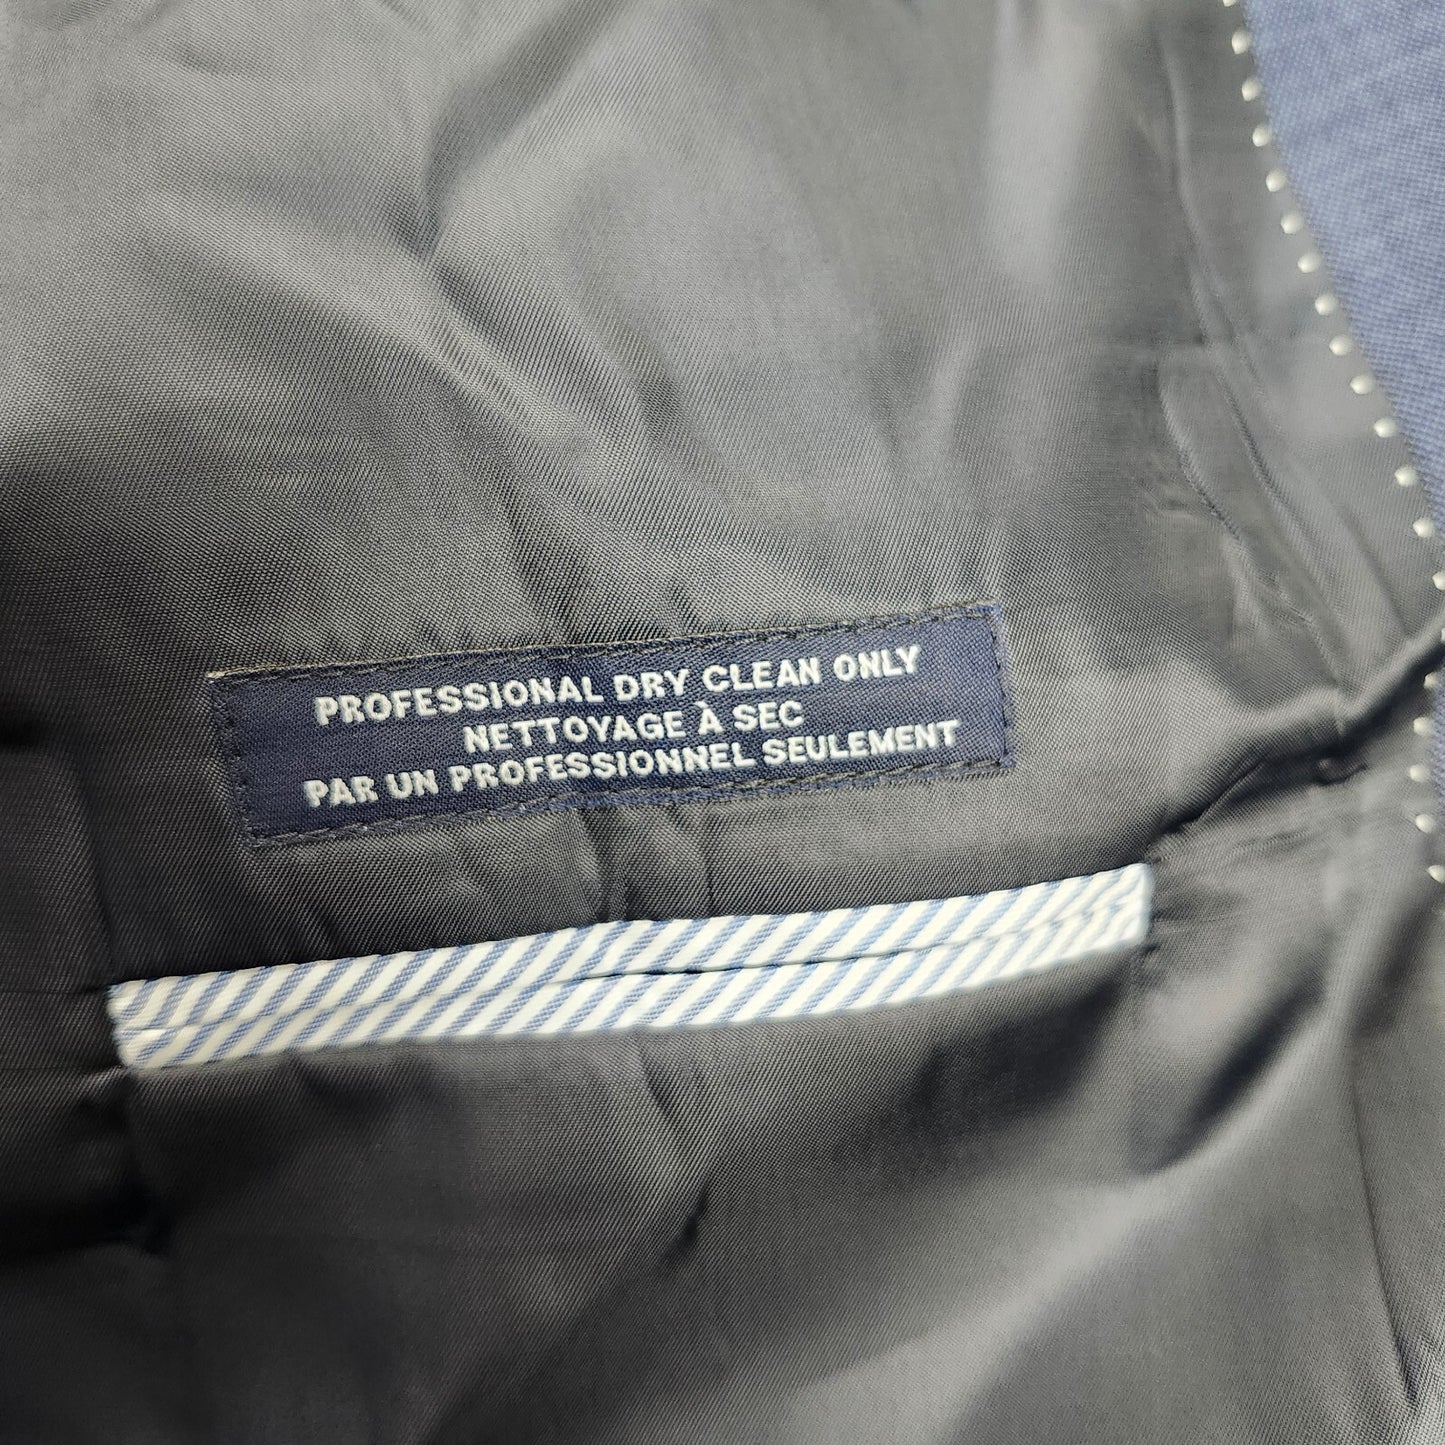 PROFESSIONAL DRY CLEAN ONLY
NETTOYAGE À SEC
PAR UN PROFESSIONNEL SEULEMENT